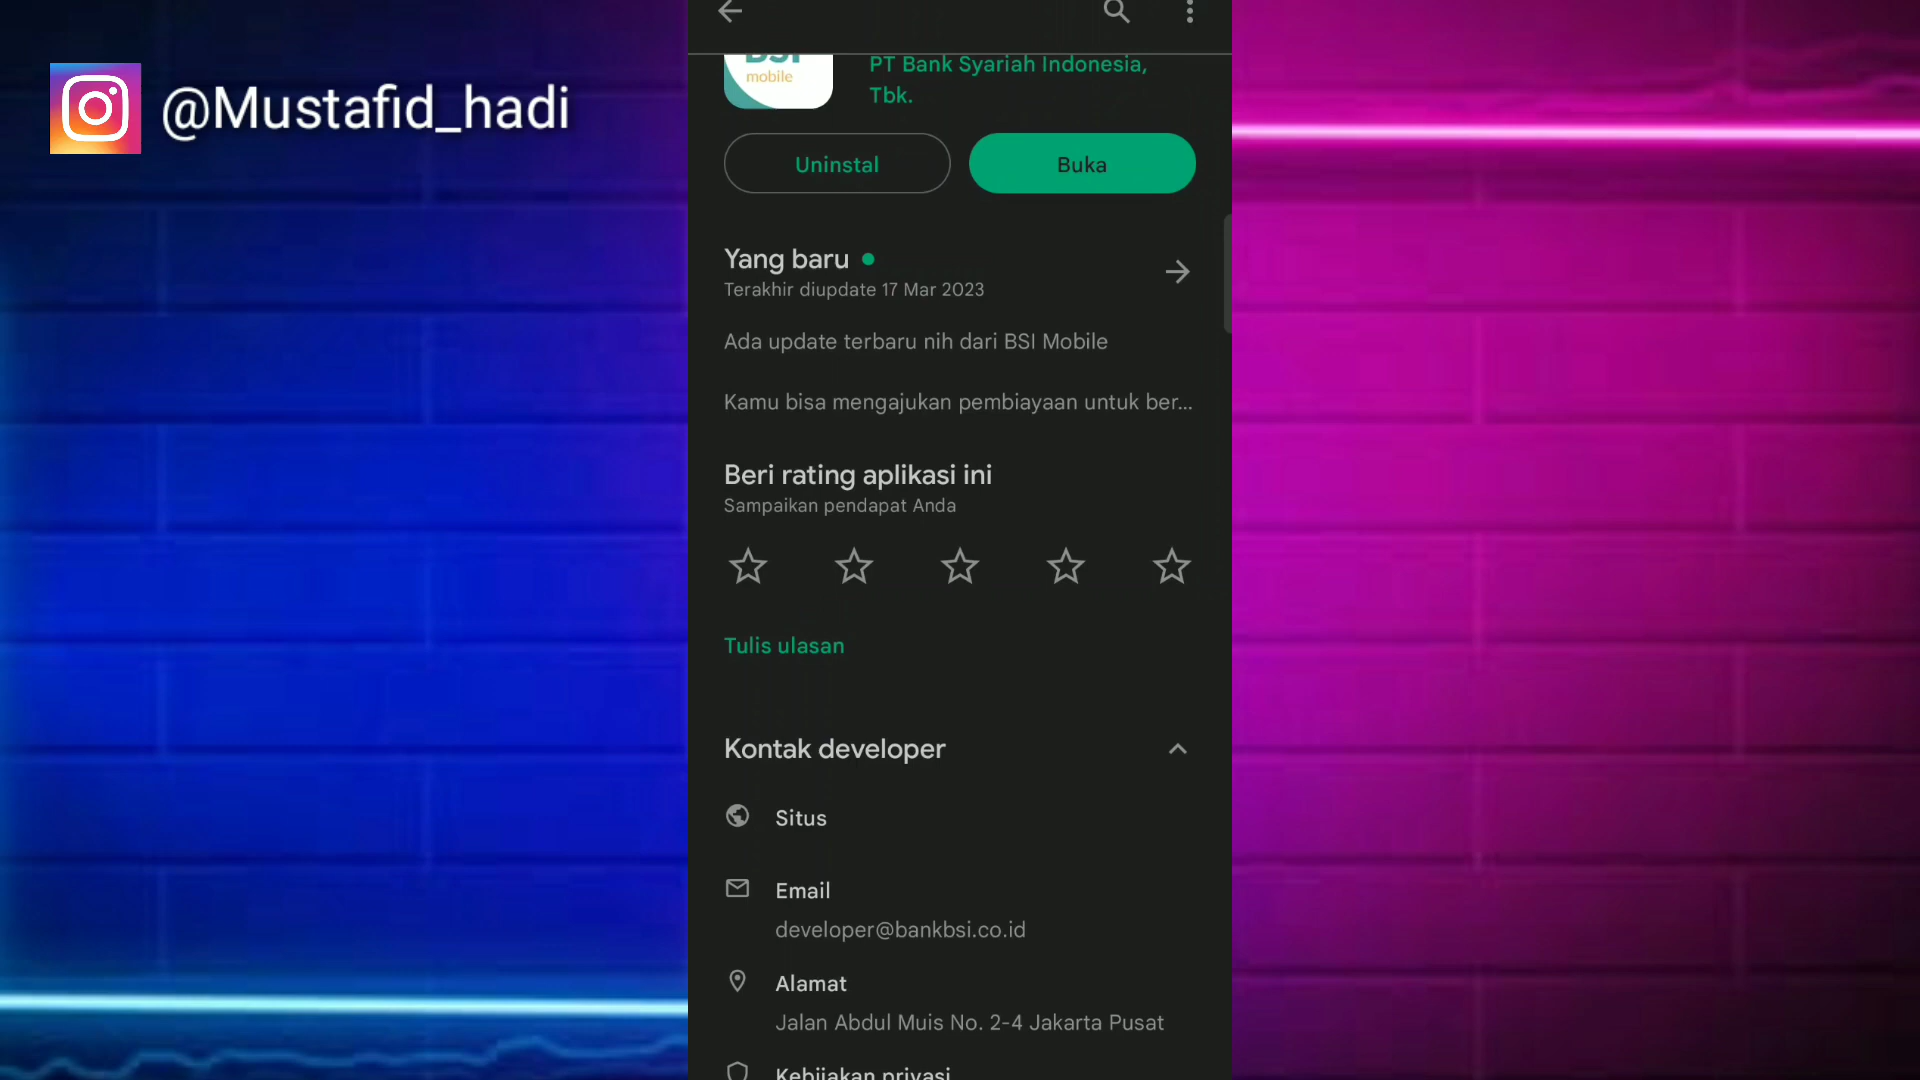 @Mustafid_hadi
mobile
PT Bank Syariah Indonesia,
Tbk.
Uninstal
Buka
Yang baru
Terakhir diupdate 17 Mar 2023
Ada update terbaru nih dari BSI Mobile
Kamu bisa mengajukan pembiayaan untuk ber...
Beri rating aplikasi ini
Sampaikan pendapat Anda
Tulis ulasan
Kontak developer
Situs
Email
developer@bankbsi.co.id
Alamat
Jalan Abdul Muis No. 2-4 Jakarta Pusat
Kebijakan privasi